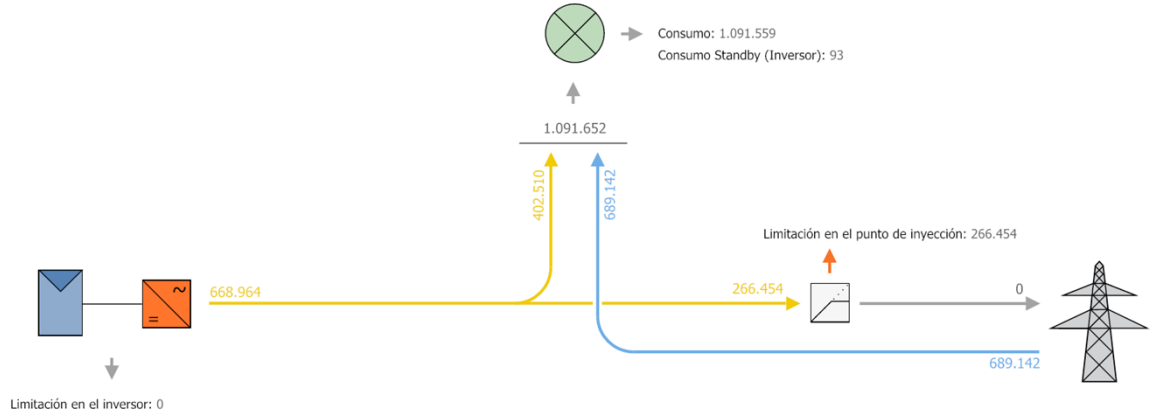 Consumo: 1.091.559
Consumo Standby (Inversor): 93
1.091.652
402.510
689.142
Limitación en el punto de inyección: 266.454
668.964
266.454
0
689.142
Limitación en el inversor: 0